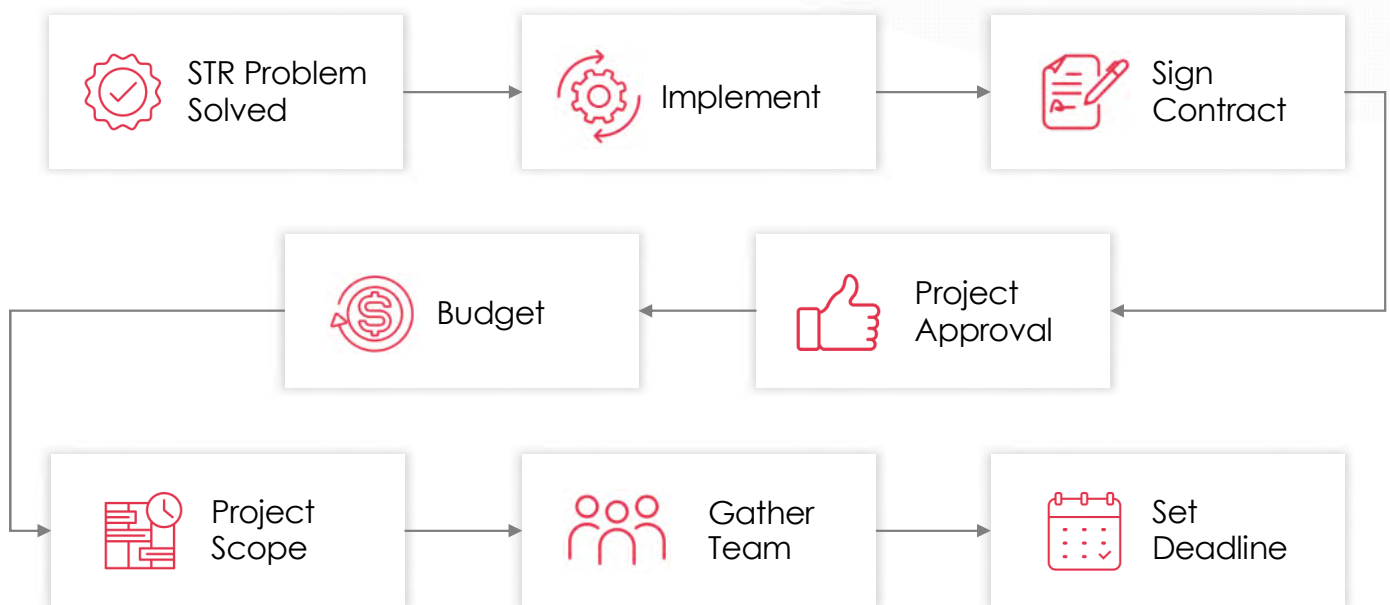 STR Problem
Solved
Implement
Sign
Contract
Project
Approval
Budget
Project
Scope
Gather
Team
Set
Deadline